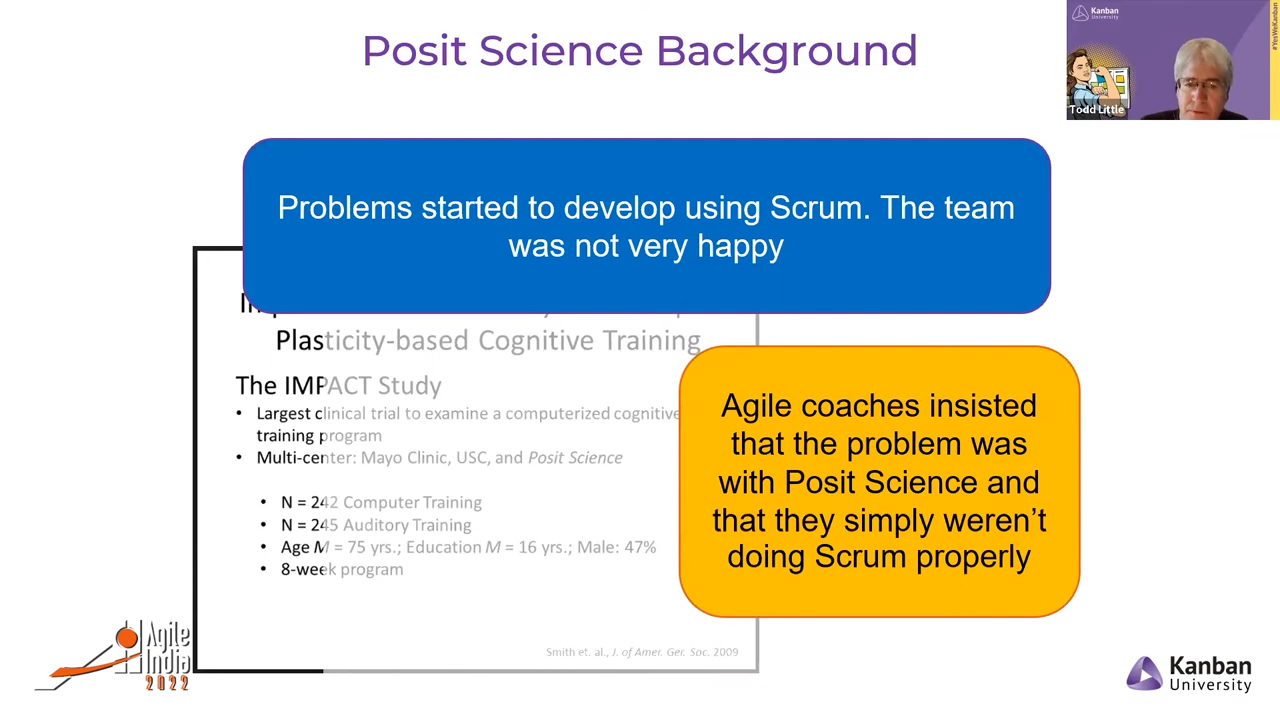 Posit Science Background
Kanban
University
#YesWeKanban
Todd Little
Problems started to develop using Scrum. The team
was not very happy
Plasticity-based Cognitive Training
The IMPACT Study
• Largest clinical trial to examine a computerized cognitive
training program
• Multi-center: Mayo Clinic, USC, and Posit Science
• N = 242 Computer Training
• N = 245 Auditory Training
• Age M = 75 yrs.; Education M = 16 yrs.; Male: 47%
• 8-week program
Smith et. al., J. of Amer. Ger. Soc. 2009
Agile coaches insisted
that the problem was
with Posit Science and
that they simply weren’t
doing Scrum properly
Agile
India
2022
Kanban
University